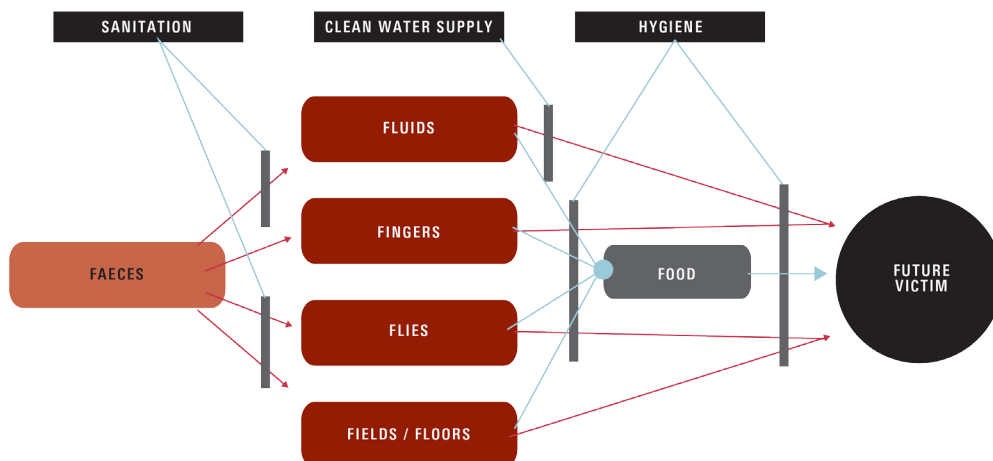 SANITATION
CLEAN WATER SUPPLY
HYGIENE
FLUIDS
FINGERS
FAECES
FOOD
FUTURE
VICTIM
FLIES
FIELDS / FLOORS